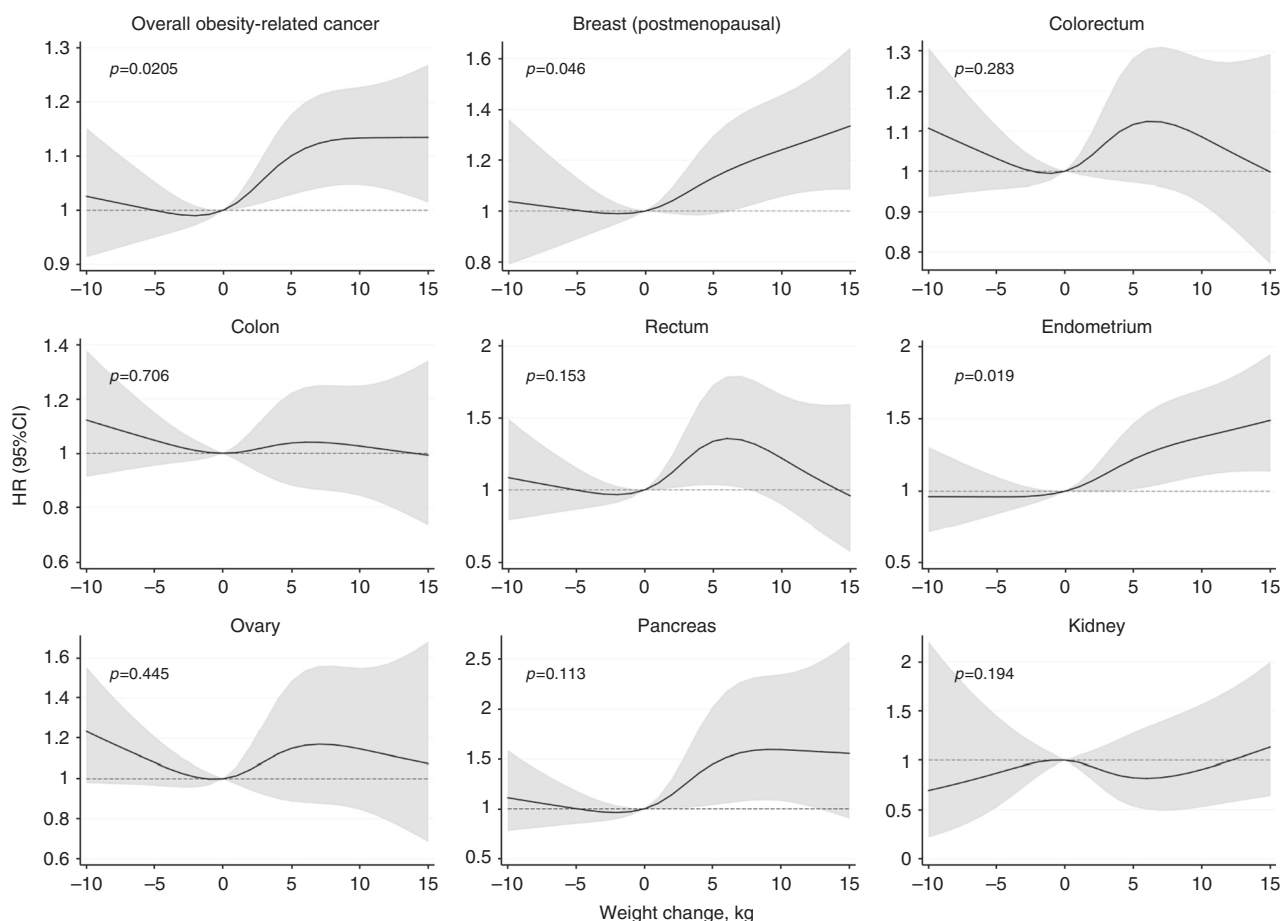 Overall obesity-related cancer
Breast (postmenopausal)
Colorectum
p=0.0205
p=0.046
p=0.283
1.3
1.2
1.1
1
0.9
1.6
1.4
1.2
1
0.8
1.3
1.2
1.1
1
0.9
0.8
–10 –5 0 5 10 15
–10 –5 0 5 10 15
–10 –5 0 5 10 15
Colon
Rectum
Endometrium
p=0.706
p=0.153
p=0.019
1.4
1.2
1
0.8
0.6
2
1.5
1
0.5
2
1.5
1
0.5
–10 –5 0 5 10 15
–10 –5 0 5 10 15
–10 –5 0 5 10 15
HR (95%CI)
Ovary
Pancreas
Kidney
p=0.445
p=0.113
p=0.194
1.6
1.4
1.2
1
0.8
0.6
2.5
2
1.5
1
0.5
2
1.5
1
0.5
0
–10 –5 0 5 10 15
–10 –5 0 5 10 15
–10 –5 0 5 10 15
Weight change, kg